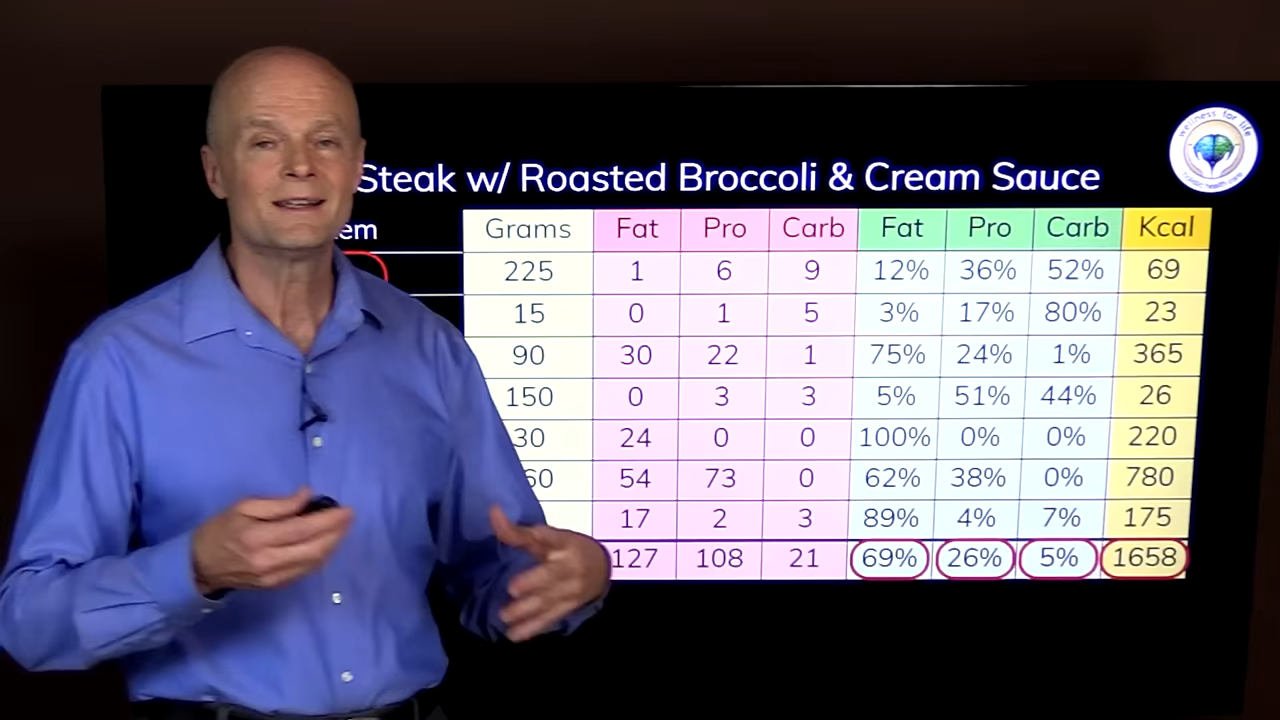 wellness for life
Steak w/ Roasted Broccoli & Cream Sauce
Grams Fat Pro Carb Fat Pro Carb Kcal
225 1 6 9 12% 36% 52% 69
15 0 1 5 3% 17% 80% 23
90 30 22 1 75% 24% 1% 365
150 0 3 3 5% 51% 44% 26
30 24 0 0 100% 0% 0% 220
54 73 0 62% 38% 0% 780
17 2 3 89% 4% 7% 175
127 108 21 69% 26% 5% 1658